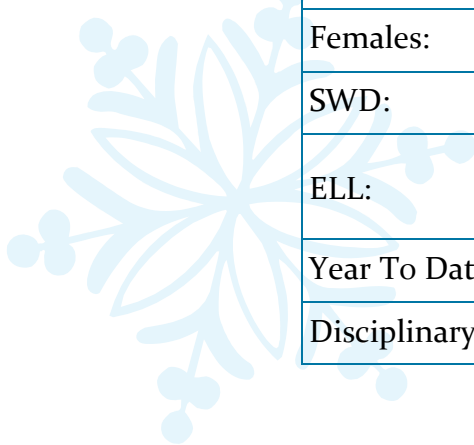 Females:
SWD:
ELL:
Year To Dat
Disciplinary